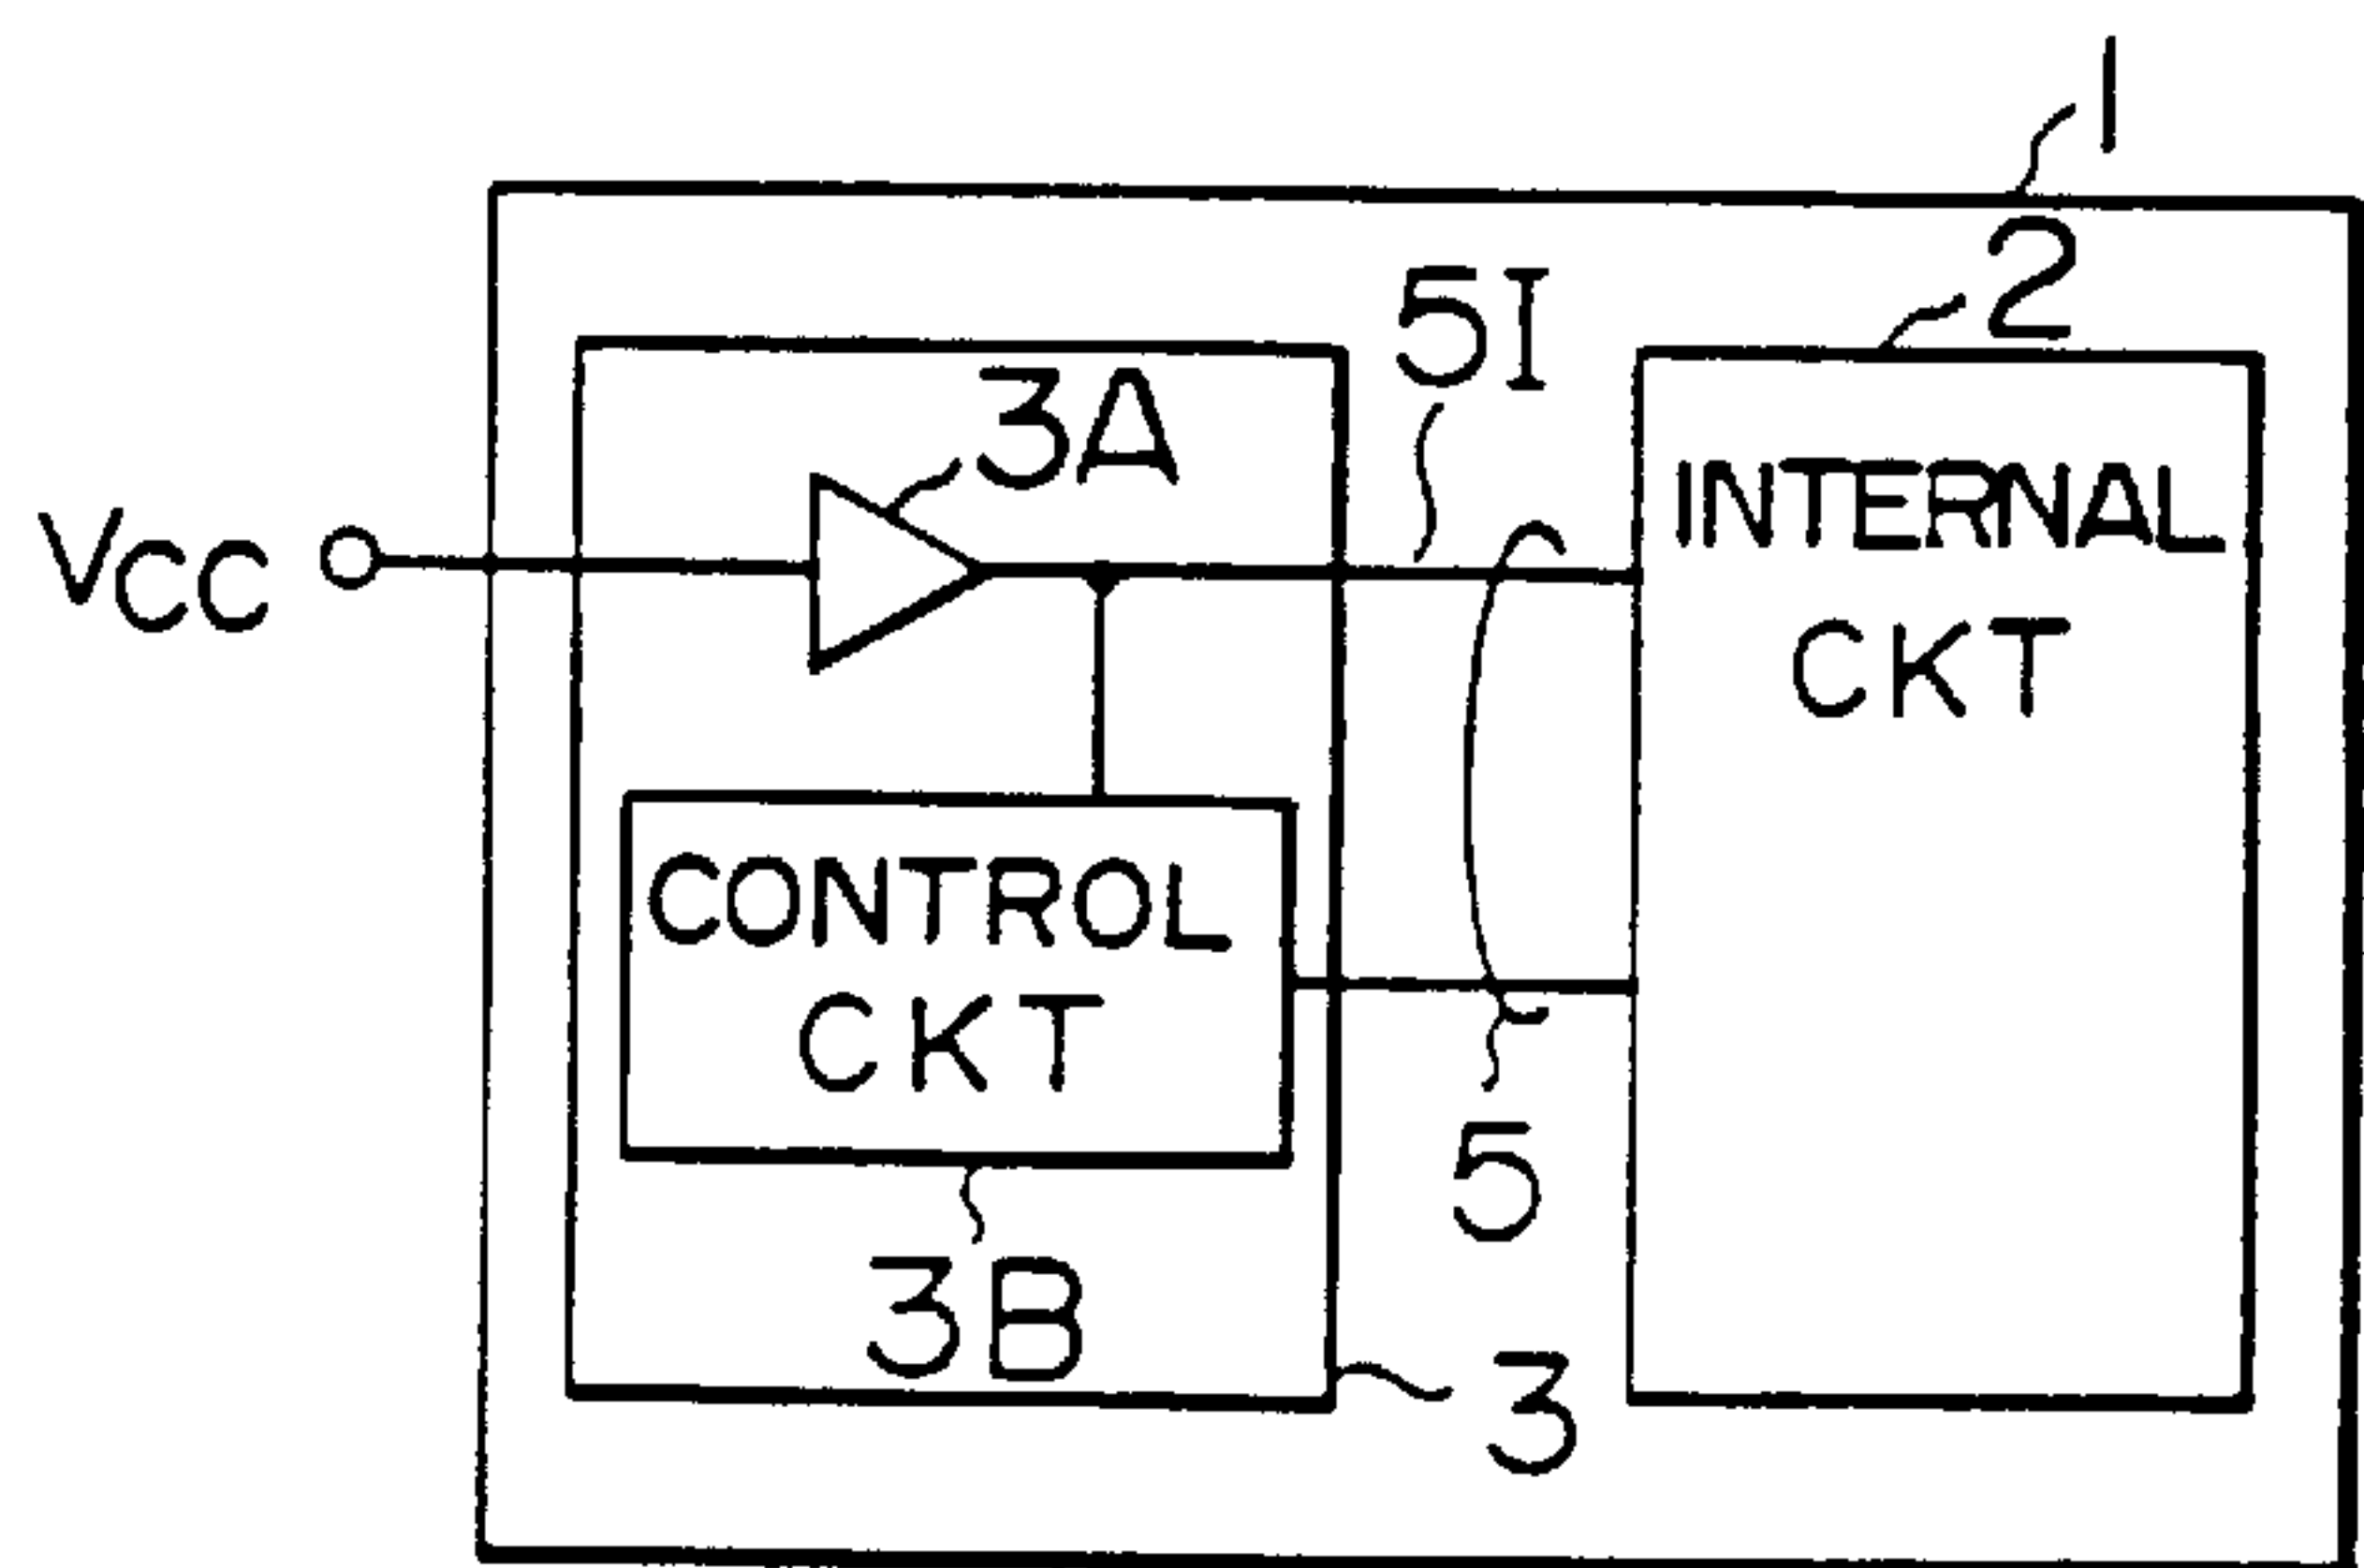 1
2
5I
3A
INTERNAL
CKT
VCC
CONTROL
CKT
5
3B
3